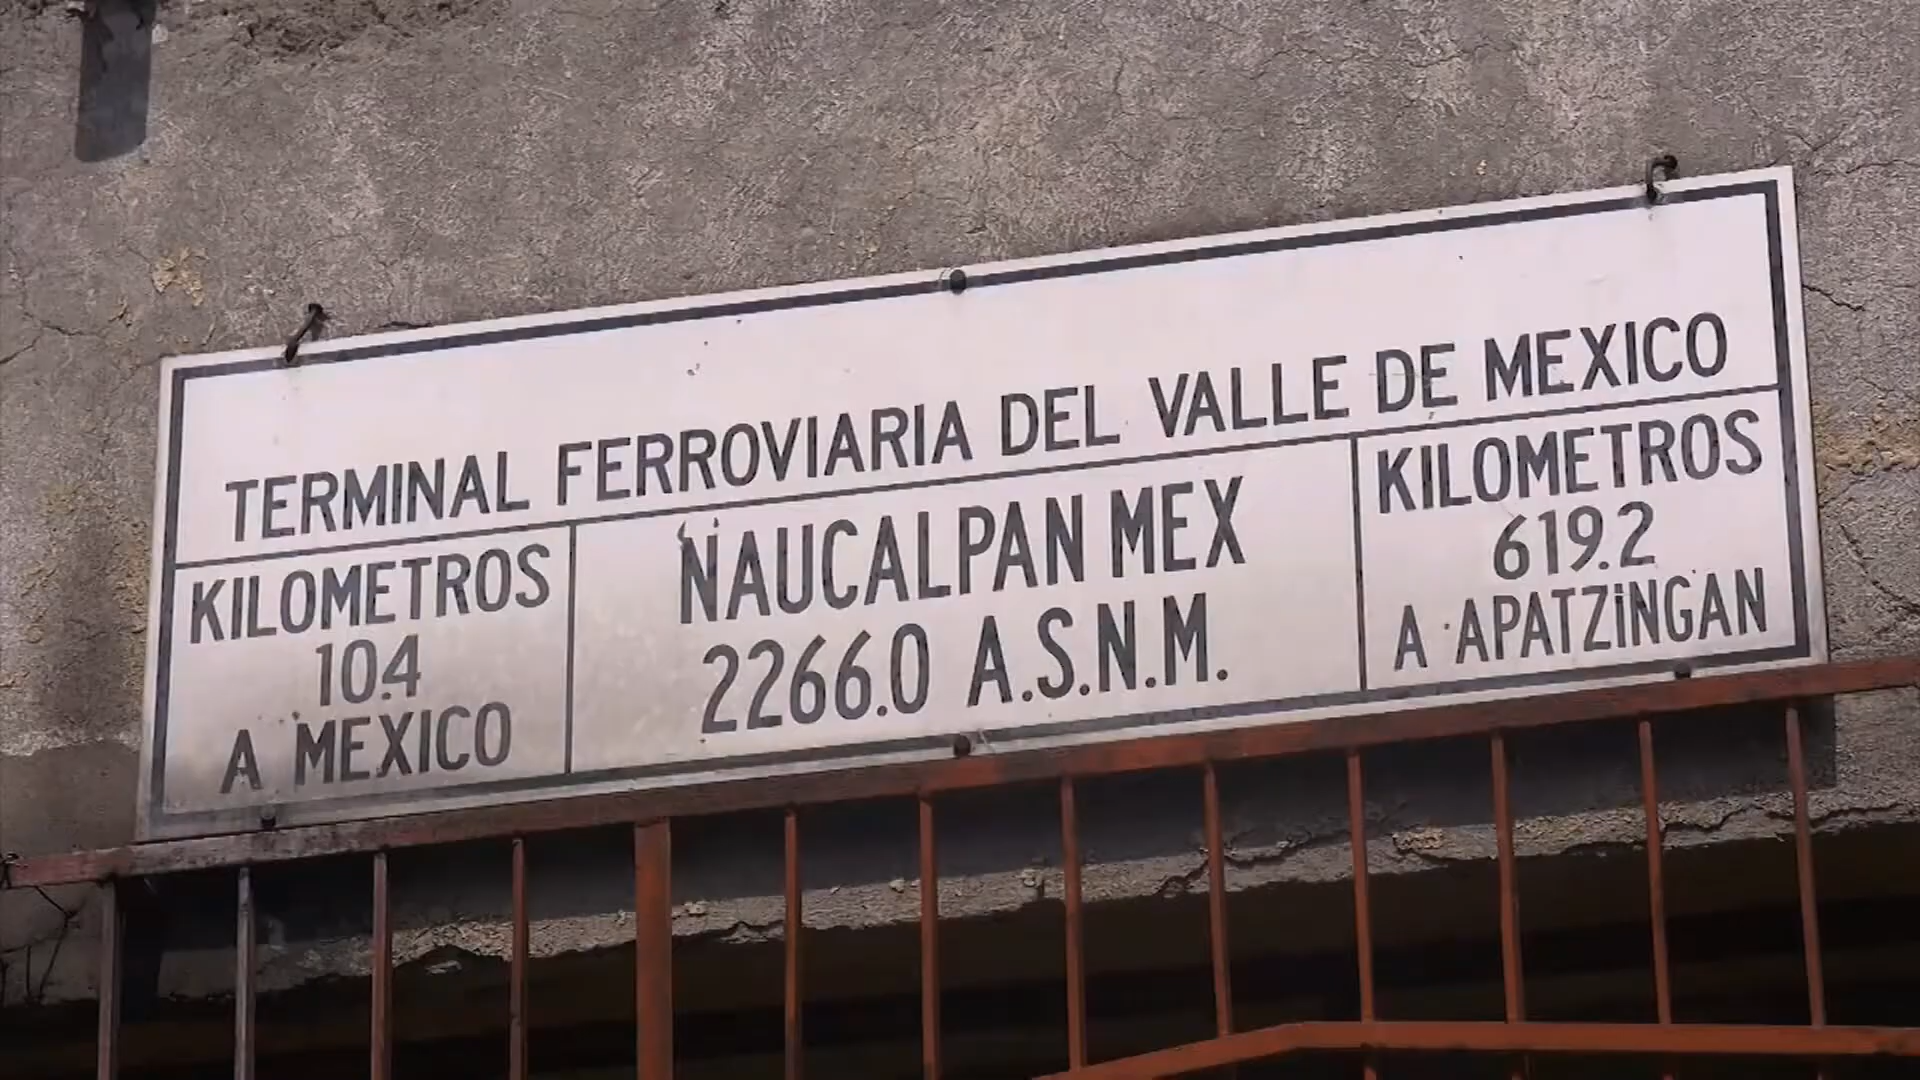 TERMINAL FERROVIARIA DEL VALLE DE MEXICO
KILOMETROS
10.4
A MEXICO
NAUCALPAN MEX
2266.0 A.S.N.M.
KILOMETROS
619.2
A APATZINGAN